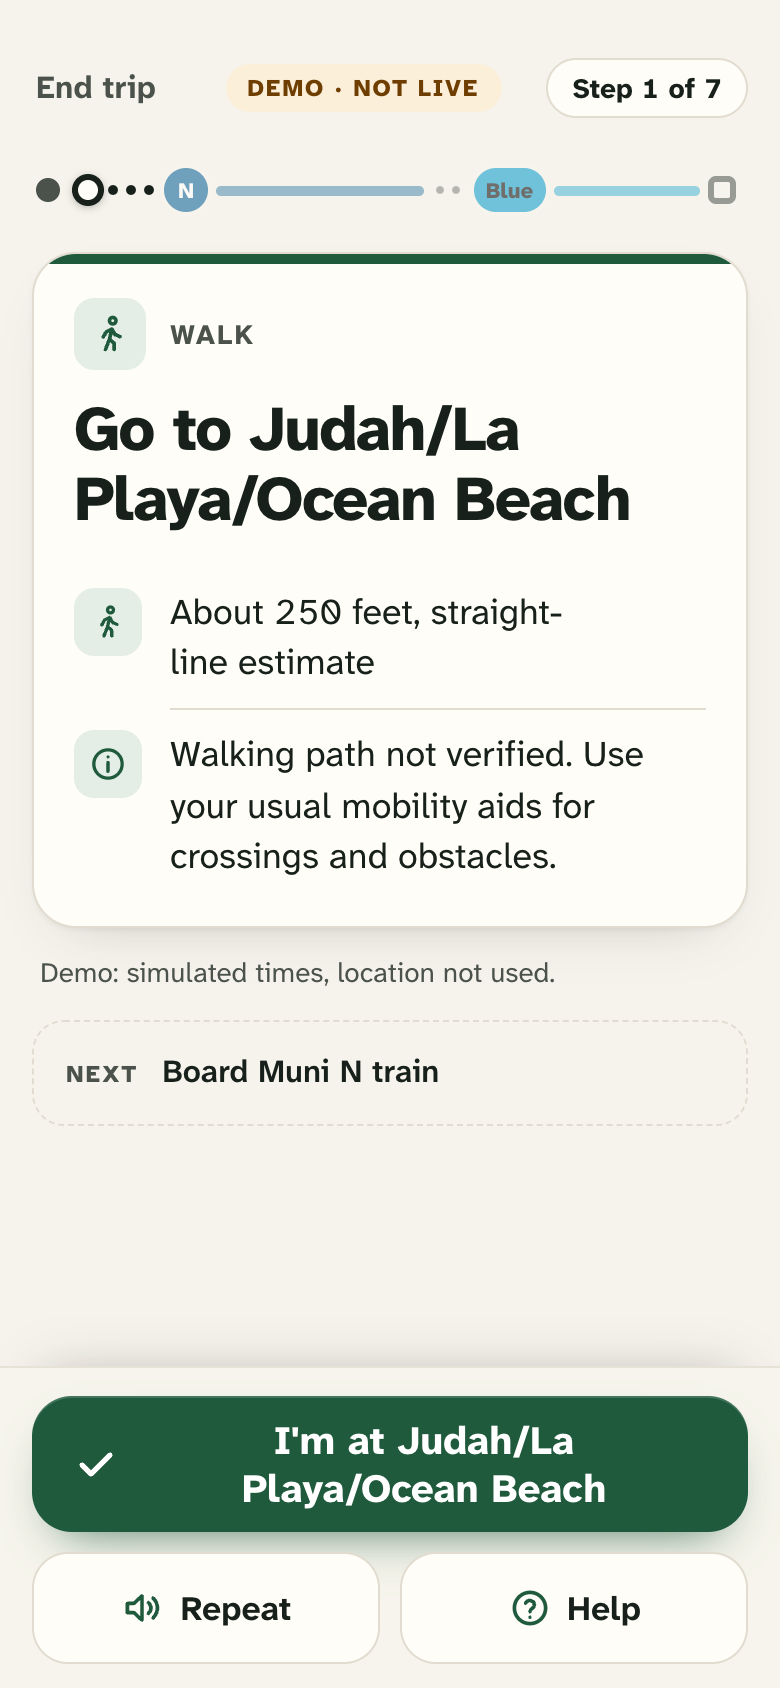 End trip
DEMO · NOT LIVE
Step 1 of 7
N
Blue
WALK
Go to Judah/La
Playa/Ocean Beach
About 250 feet, straight-
line estimate
Walking path not verified. Use
your usual mobility aids for
crossings and obstacles.
Demo: simulated times, location not used.
NEXT Board Muni N train
I'm at Judah/La
Playa/Ocean Beach
Repeat
Help